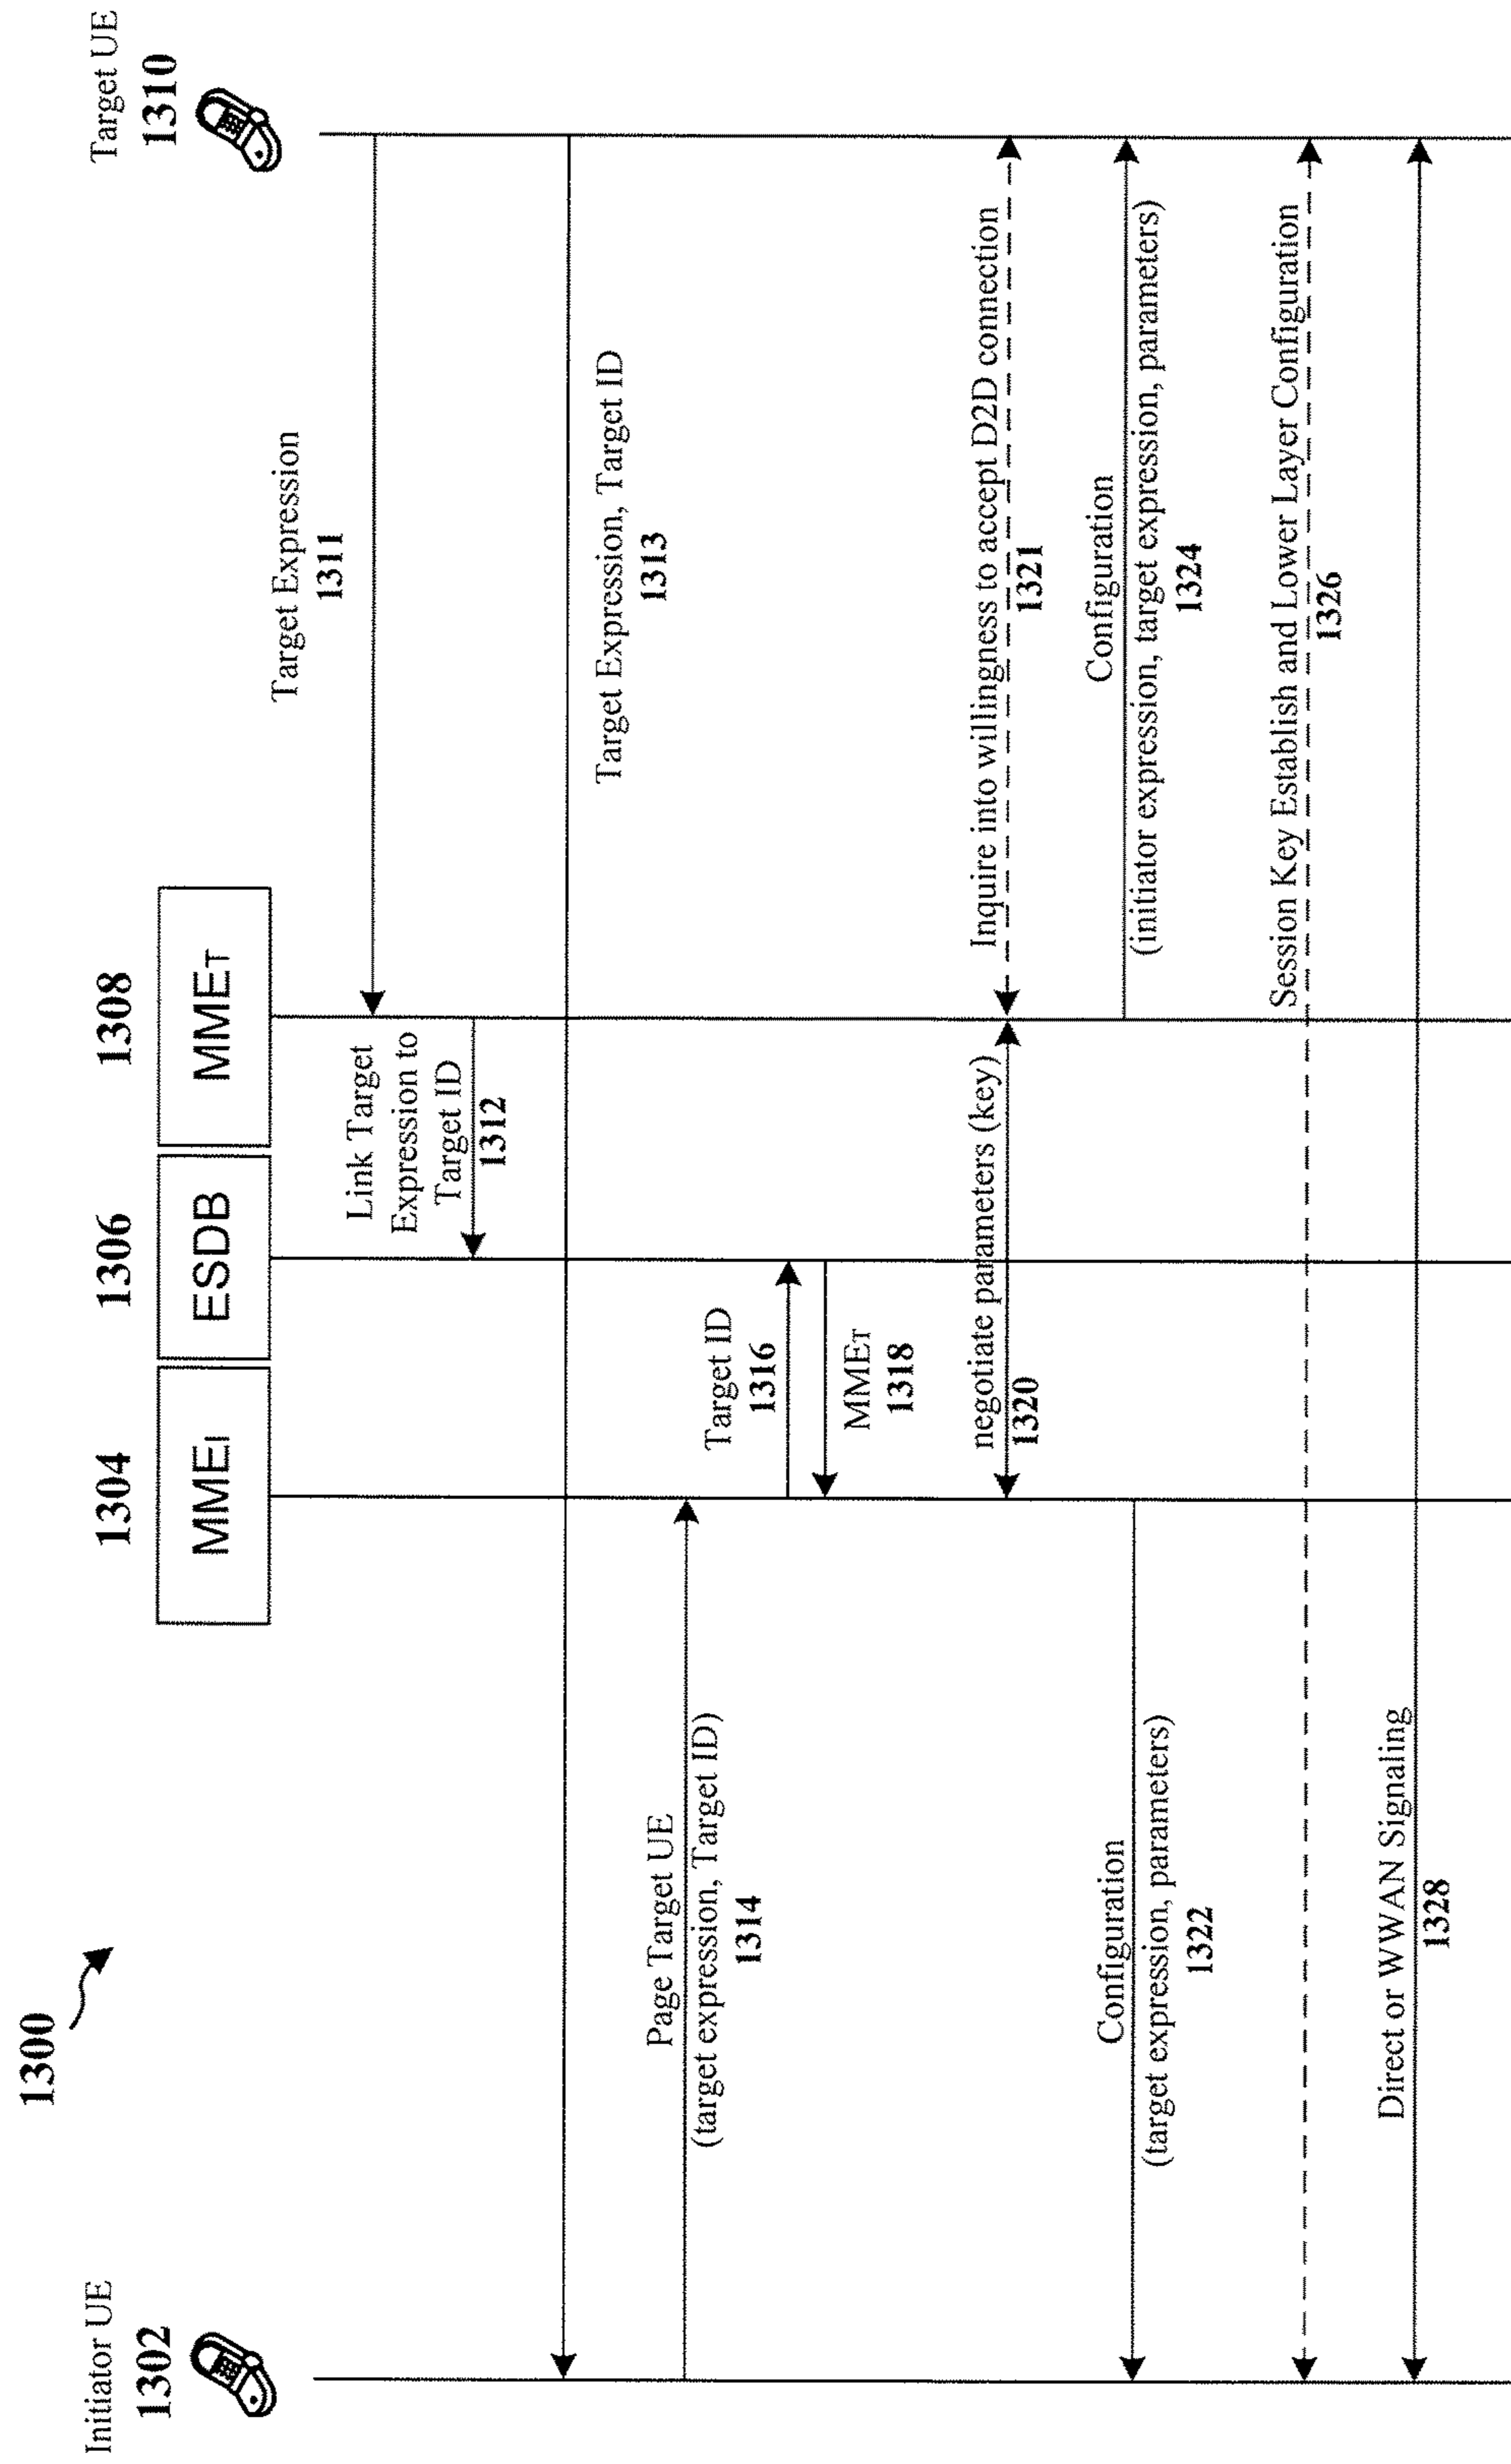 1300
Initiator UE
1302
1304
MMEI
1306
ESDB
1308
MMET
Target UE
1310
Target Expression
1311
Link Target
Expression to
Target ID
1312
Target Expression, Target ID
1313
Page Target UE
(target expression, Target ID)
1314
Target ID
1316
MMET
1318
negotiate parameters (key)
1320
Inquire into willingness to accept D2D connection
1321
Configuration
(target expression, parameters)
1322
Configuration
(initiator expression, target expression, parameters)
1324
Session Key Establish and Lower Layer Configuration
1326
Direct or WWAN Signaling
1328